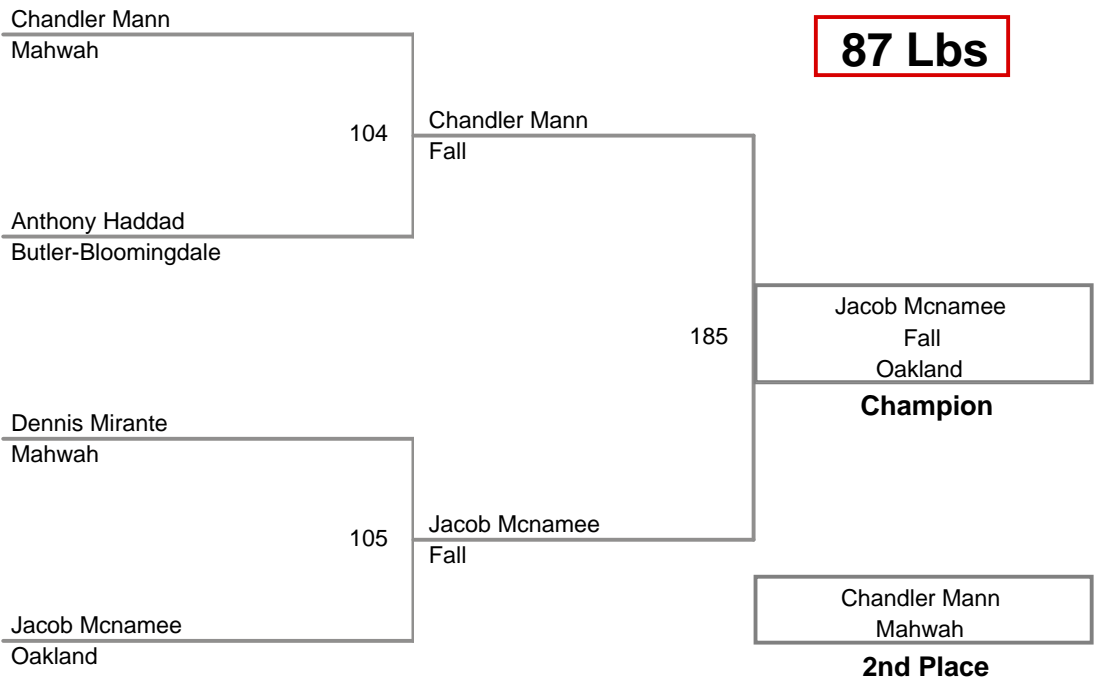 Chandler Mann
Mahwah
87 Lbs
104
Chandler Mann
Fall
Anthony Haddad
Butler-Bloomingdale
185
Jacob Mcnamee
Fall
Oakland
Champion
Dennis Mirante
Mahwah
105
Jacob Mcnamee
Fall
Jacob Mcnamee
Oakland
Chandler Mann
Mahwah
2nd Place